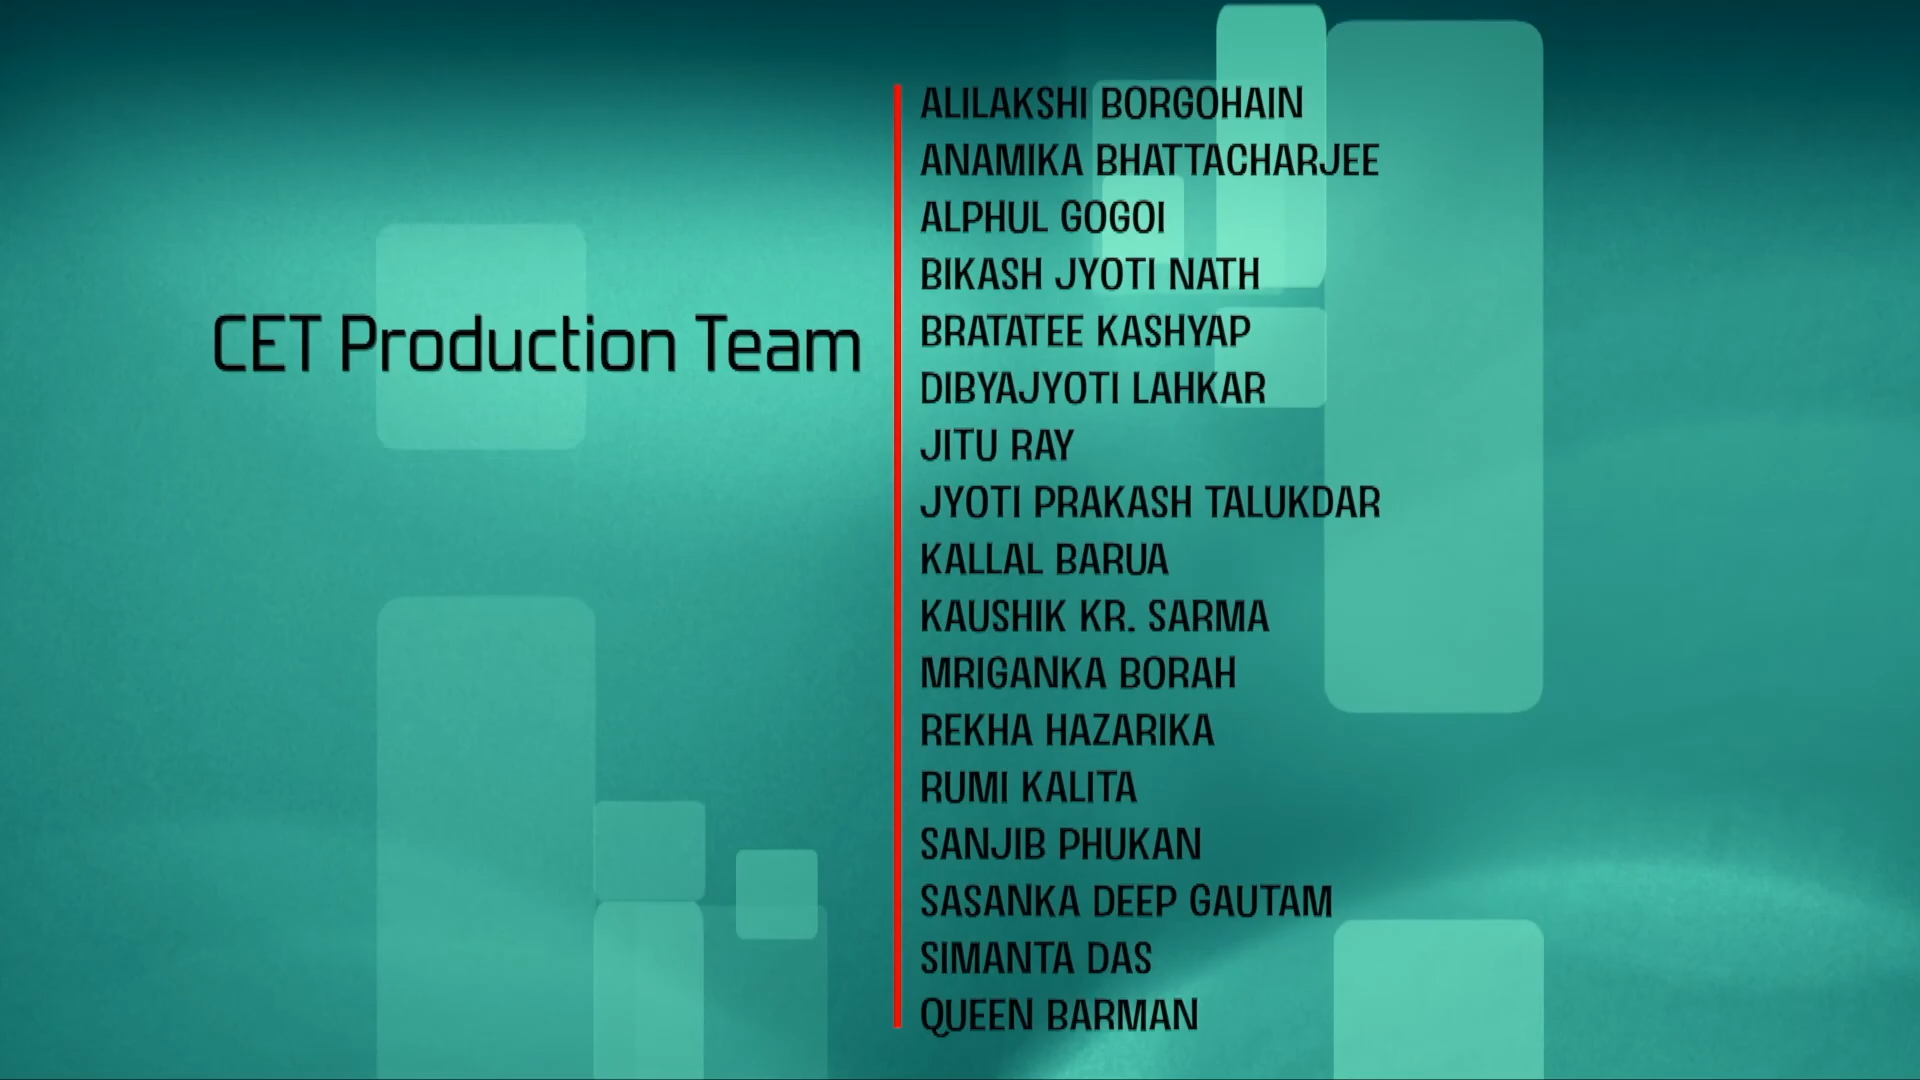 CET Production Team
ALILAKSHI BORGOHAIN
ANAMIKA BHATTACHARJEE
ALPHUL GOGOI
BIKASH JYOTI NATH
BRATATEE KASHYAP
DIBYAJYOTI LAHKAR
JITU RAY
JYOTI PRAKASH TALUKDAR
KALLAL BARUA
KAUSHIK KR. SARMA
MRIGANKA BORAH
REKHA HAZARIKA
RUMI KALITA
SANJIB PHUKAN
SASANKA DEEP GAUTAM
SIMANTA DAS
QUEEN BARMAN